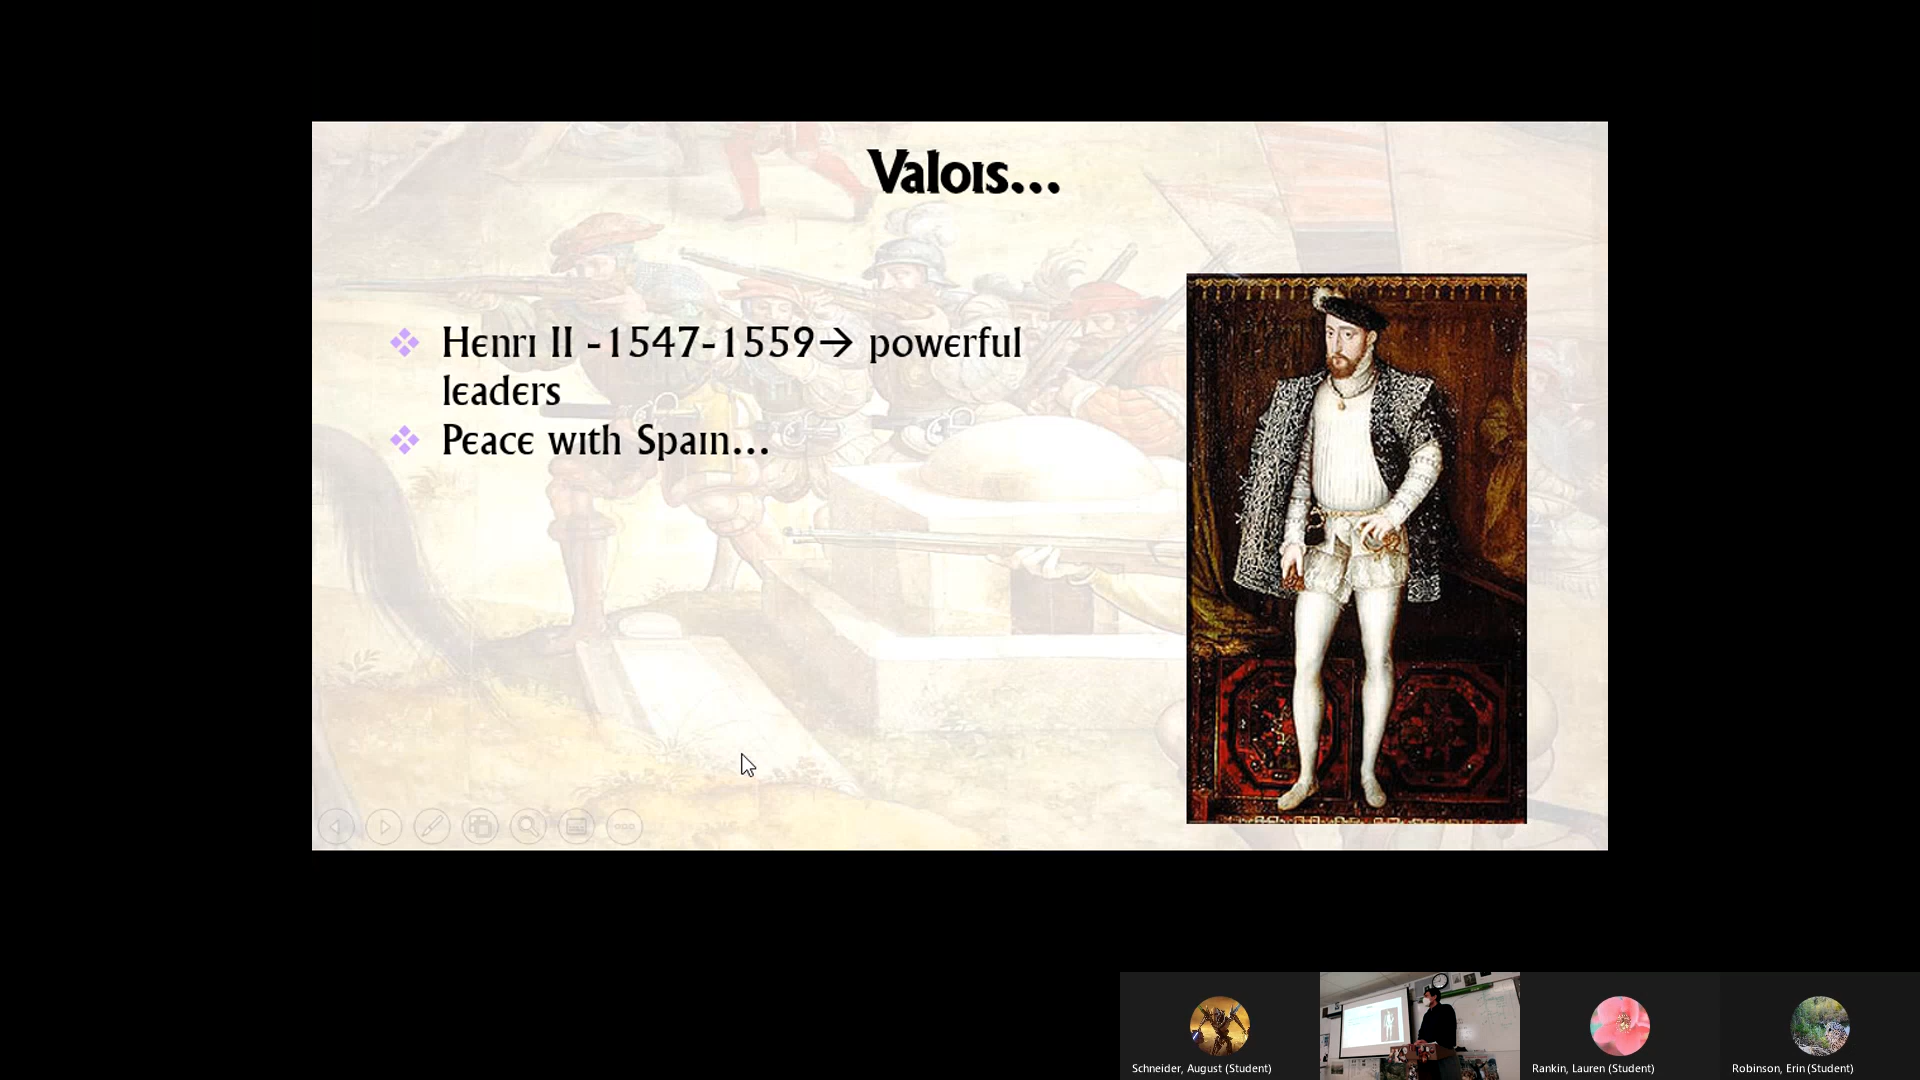 Valois...
Henri II -1547-1559→ powerful
leaders
Peace with Spain...
Schneider, August (Student)
Rankin, Lauren (Student)
Robinson, Erin (Student)